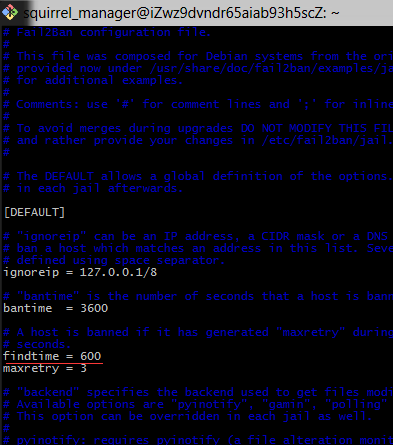 squirrel_manager@iZwz9dvndr65aiab93h5scZ: ~
# Fail2Ban configuration file.
#
# This file was composed for Debian systems from the ori
# provided now under /usr/share/doc/fail2ban/examples/ja
# for additional examples.
#
# Comments: use '#' for comment lines and ';' for inline
#
# To avoid merges during upgrades DO NOT MODIFY THIS FIL
# and rather provide your changes in /etc/fail2ban/jail.
#
# The DEFAULT allows a global definition of the options.
# in each jail afterwards.
[DEFAULT]
# "ignoreip" can be an IP address, a CIDR mask or a DNS
# ban a host which matches an address in this list. Seve
# defined using space separator.
ignoreip = 127.0.0.1/8
# "bantime" is the number of seconds that a host is bann
bantime = 3600
# A host is banned if it has generated "maxretry" during
# seconds.
findtime = 600
maxretry = 3
# "backend" specifies the backend used to get files modi
# Available options are "pyinotify", "gamin", "polling"
# This option can be overridden in each jail as well.
#
# pyinotify: requires pyinotify (a file alteration monit